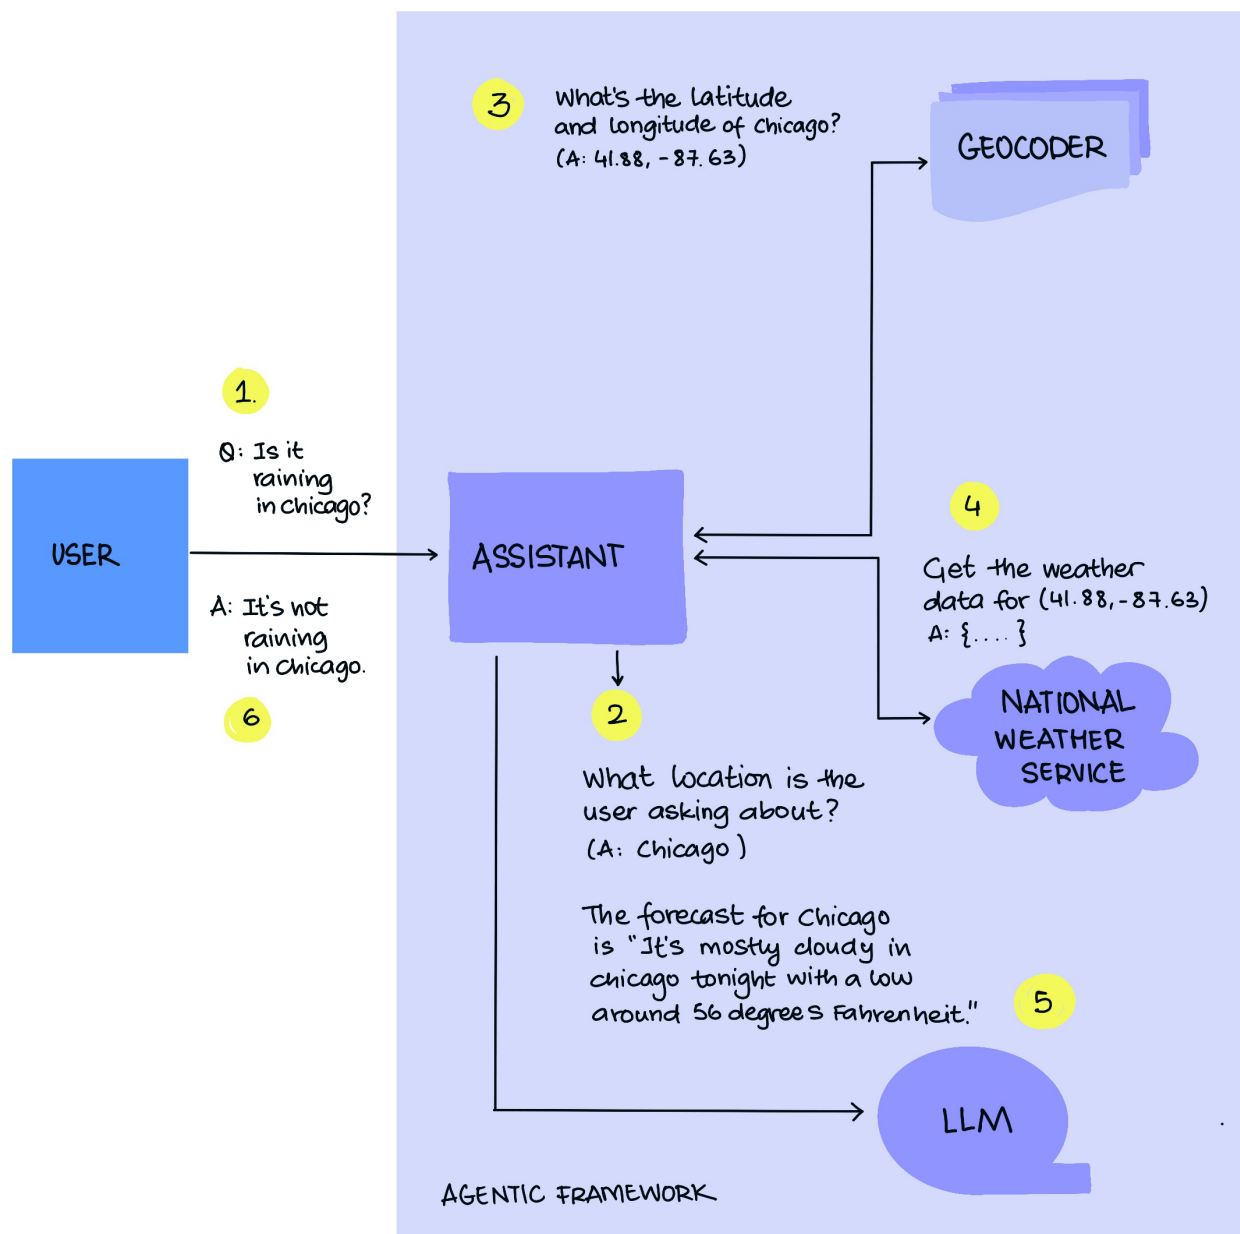 3
What's the latitude
and longitude of Chicago?
(A: 41.88, -87.63)
GEOCODER
1.
Q: Is it
raining
in chicago?
USER
ASSISTANT
4
Get the weather
data for (41.88, -87.63)
A: {....}
A: It's not
raining
in chicago.
6
2
NATIONAL
WEATHER
SERVICE
What location is the
user asking about?
(A: Chicago)
The forecast for Chicago
is "It's mostly cloudy in
chicago tonight with a low
around 56 degrees Fahrenheit."
5
LLM
AGENTIC FRAMEWORK